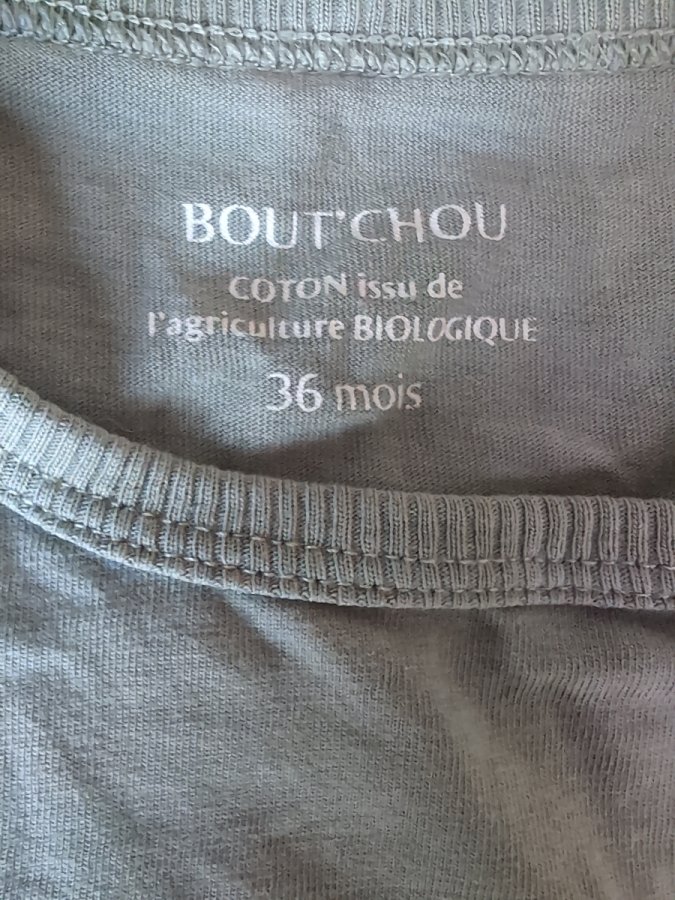 BOUT'CHOU
COTON issu de
l'agriculture BIOLOGIQUE
36 mois